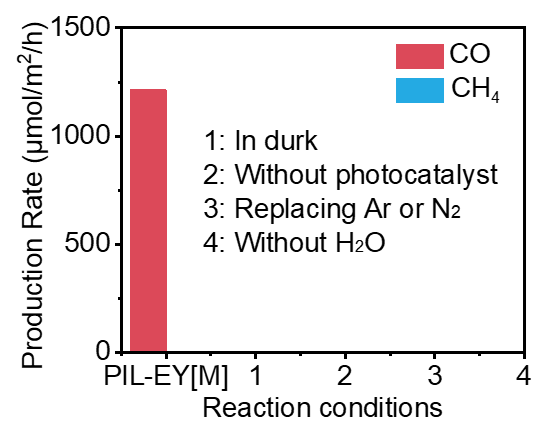 1500
1000
500
0
Production Rate (μmol/m²/h)
CO
CH₄
1: In durk
2: Without photocatalyst
3: Replacing Ar or N₂
4: Without H₂O
PIL-EY[M] 1 2 3 4
Reaction conditions